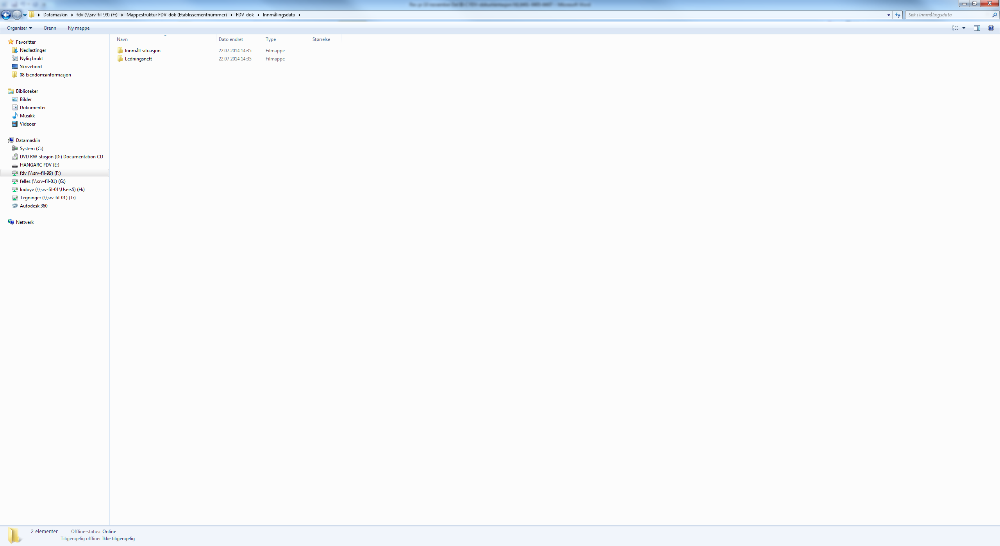 Datamaskin fdv (\\srv-fil-99) (F:) Mappestruktur FDV-dok (Etablissementnummer) FDV-dok Innmålingsdata
Søk i Innmålingsdata
Organiser Brenn Ny mappe
Favoritter
Nedlastinger
Nylig brukt
Skrivebord
08 Eiendomsinformasjon
Biblioteker
Bilder
Dokumenter
Musikk
Videoer
Datamaskin
System (C:)
DVD RW-stasjon (D:) Documentation CD
HANGARC FDV (E:)
fdv (\\srv-fil-99) (F:)
felles (\\srv-fil-01) (G:)
lodoyv (\\srv-fil-01\Users$) (H:)
Tegninger (\\srv-fil-01) (T:)
Autodesk 360
Nettverk
Navn Dato endret Type Størrelse
Innmålt situasjon 22.07.2014 14:35 Filmappe
Ledningsnett 22.07.2014 14:35 Filmappe
2 elementer Offline-status: Online
Tilgjengelig offline: Ikke tilgjengelig